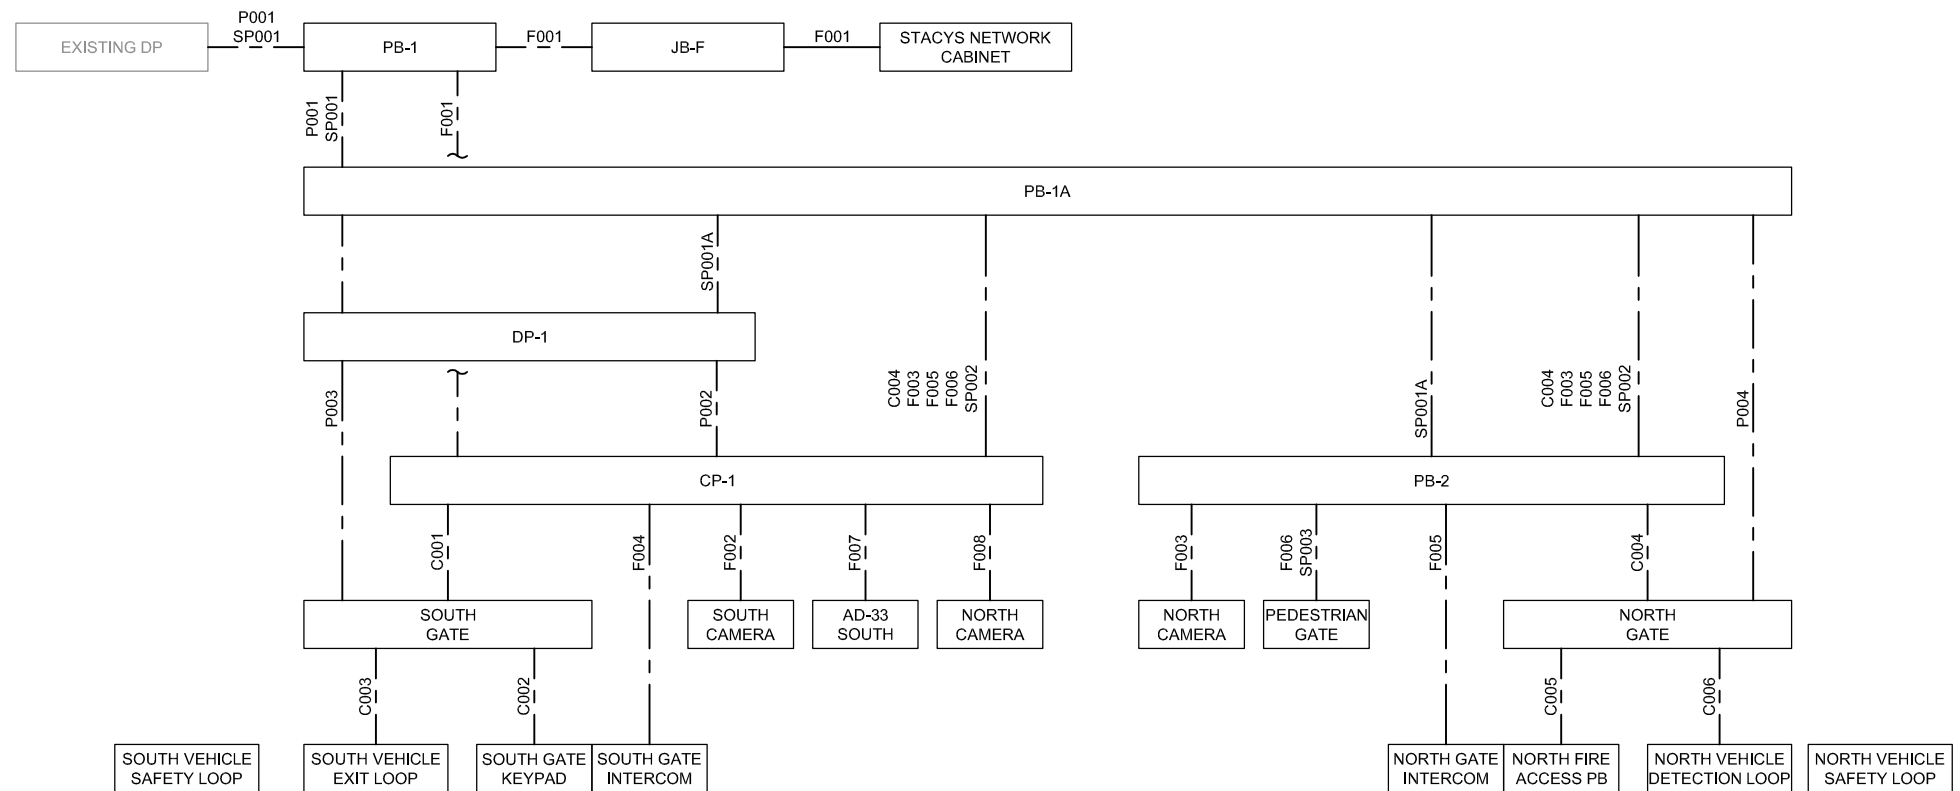 P001
SP001
EXISTING DP
PB-1
F001
JB-F
F001
STACYS NETWORK
CABINET
P001
SP001
F001
PB-1A
SP001A
DP-1
P003
P002
C004
F003
F005
F006
SP002
SP001A
C004
F003
F005
F006
SP002
P004
CP-1
PB-2
C001
F004
F002
F007
F008
F003
F006
SP003
F005
C004
SOUTH
GATE
SOUTH
CAMERA
AD-33
SOUTH
NORTH
CAMERA
NORTH
CAMERA
PEDESTRIAN
GATE
NORTH
GATE
C003
C002
C005
C006
SOUTH VEHICLE
SAFETY LOOP
SOUTH VEHICLE
EXIT LOOP
SOUTH GATE
KEYPAD
SOUTH GATE
INTERCOM
NORTH GATE
INTERCOM
NORTH FIRE
ACCESS PB
NORTH VEHICLE
DETECTION LOOP
NORTH VEHICLE
SAFETY LOOP